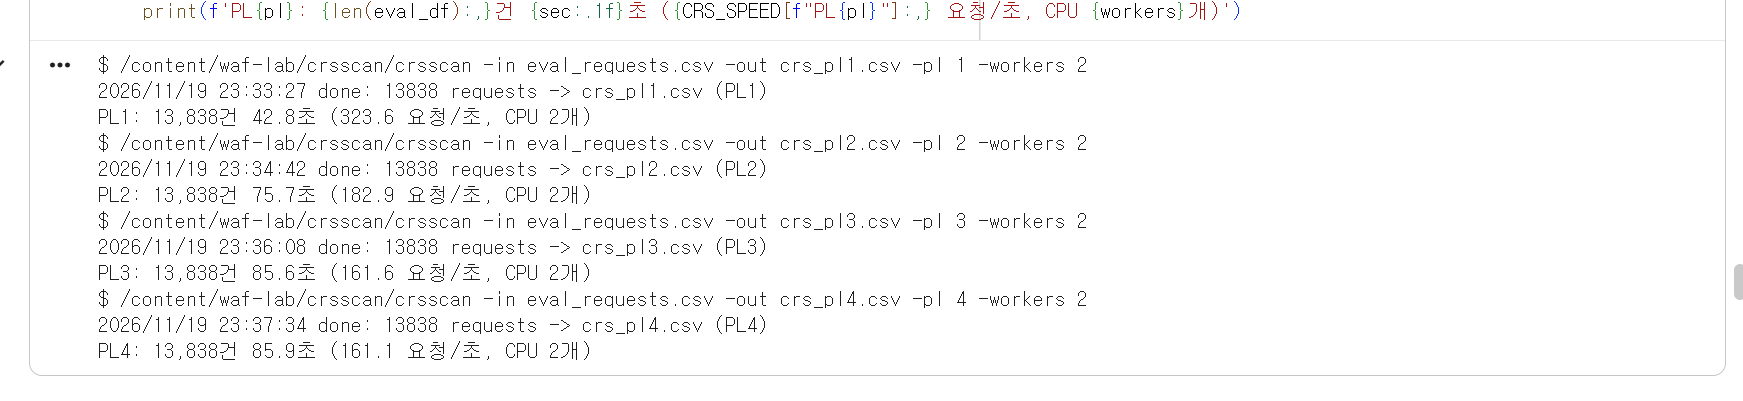 print(f'PL{pl}: {len(eval_df):,}건 {sec:.1f}초 ({CRS_SPEED[f"PL{pl}"]:,} 요청/초, CPU {workers}개)')
$ /content/waf-lab/crsscan/crsscan -in eval_requests.csv -out crs_pl1.csv -pl 1 -workers 2
2026/11/19 23:33:27 done: 13838 requests -> crs_pl1.csv (PL1)
PL1: 13,838건 42.8초 (323.6 요청/초, CPU 2개)
$ /content/waf-lab/crsscan/crsscan -in eval_requests.csv -out crs_pl2.csv -pl 2 -workers 2
2026/11/19 23:34:42 done: 13838 requests -> crs_pl2.csv (PL2)
PL2: 13,838건 75.7초 (182.9 요청/초, CPU 2개)
$ /content/waf-lab/crsscan/crsscan -in eval_requests.csv -out crs_pl3.csv -pl 3 -workers 2
2026/11/19 23:36:08 done: 13838 requests -> crs_pl3.csv (PL3)
PL3: 13,838건 85.6초 (161.6 요청/초, CPU 2개)
$ /content/waf-lab/crsscan/crsscan -in eval_requests.csv -out crs_pl4.csv -pl 4 -workers 2
2026/11/19 23:37:34 done: 13838 requests -> crs_pl4.csv (PL4)
PL4: 13,838건 85.9초 (161.1 요청/초, CPU 2개)